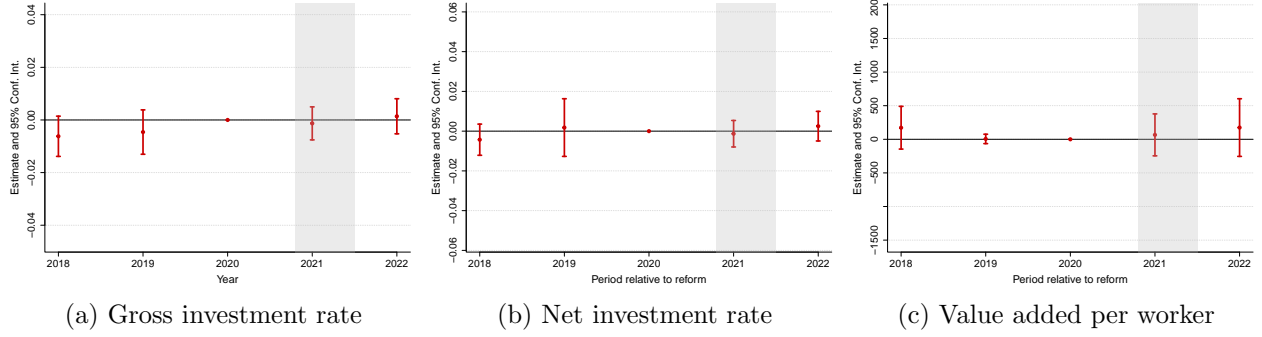 Estimate and 95% Conf. Int.
0.04
0.02
0.00
−0.02
−0.04
2018 2019 2020 2021 2022
Year
(a) Gross investment rate
Estimate and 95% Conf. Int.
0.06
0.04
0.02
0.00
−0.02
−0.04
−0.06
2018 2019 2020 2021 2022
Period relative to reform
(b) Net investment rate
Estimate and 95% Conf. Int.
1500
1000
500
0
−500
−1500
2018 2019 2020 2021 2022
Period relative to reform
(c) Value added per worker